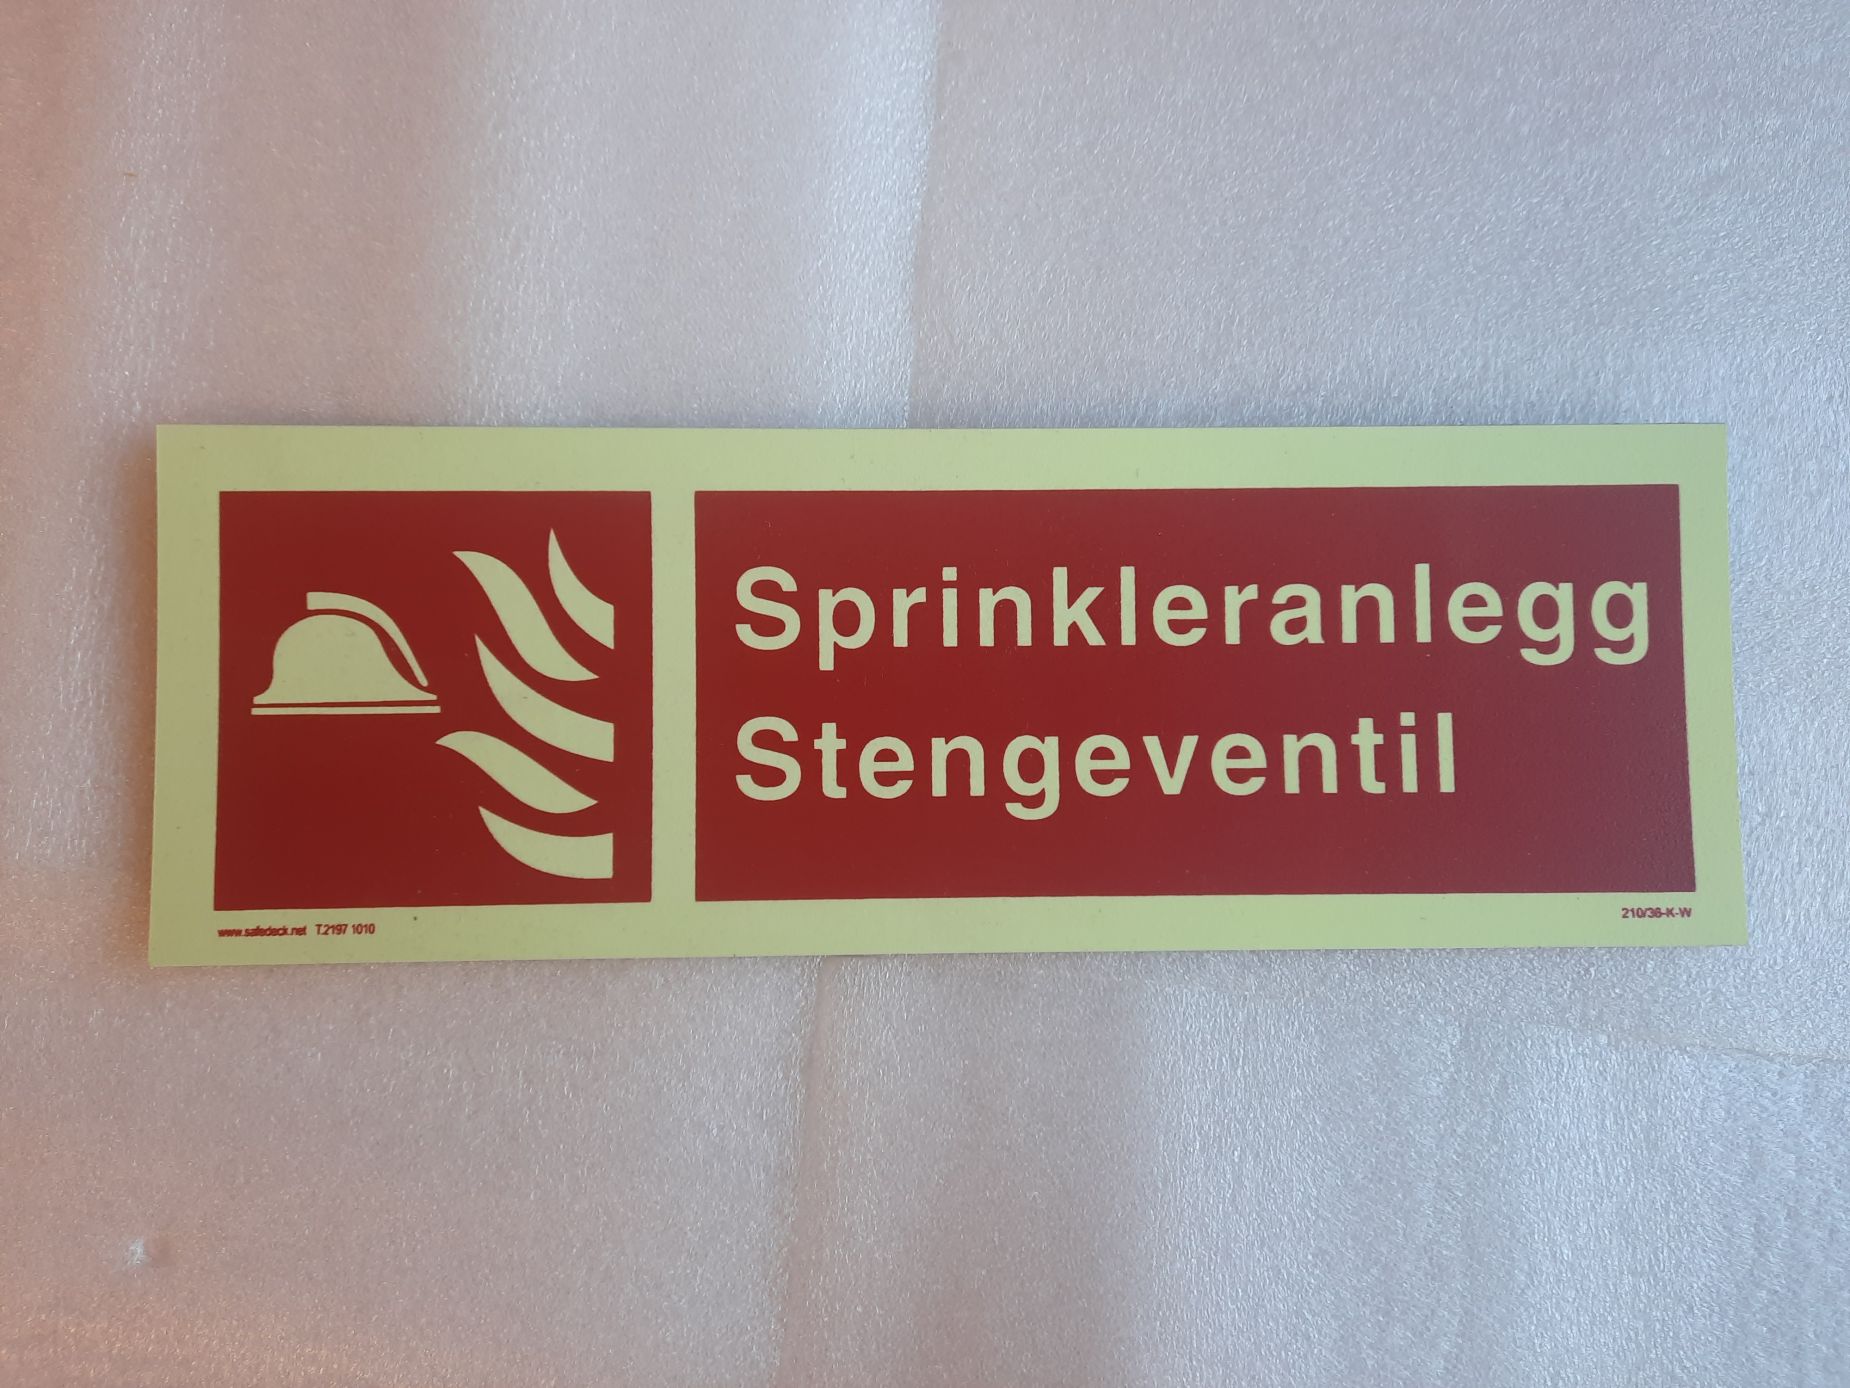 Sprinkleranlegg
Stengeventil
www.safedeck.net T.2197 1010
210/36-K-W